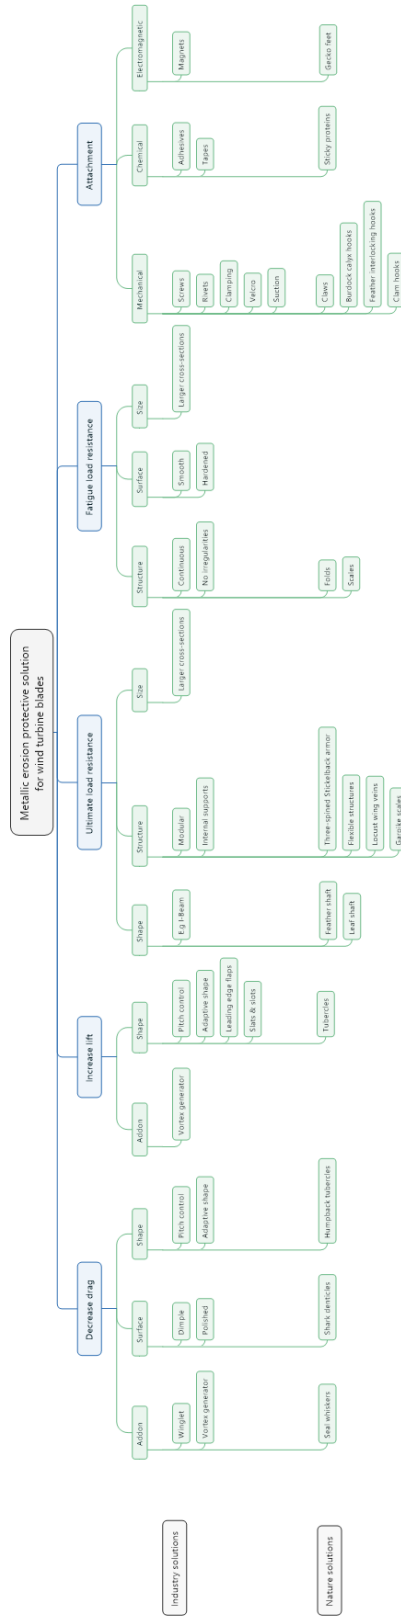 Metallic erosion protective solution
for wind turbine blades
Decrease drag
Increase lift
Ultimate load resistance
Fatigue load resistance
Attachment
Addon
Surface
Shape
Addon
Shape
Shape
Structure
Size
Structure
Surface
Size
Mechanical
Chemical
Electromagnetic
Industry solutions
Winglet
Vortex generator
Dimple
Polished
Pitch control
Adaptive shape
Vortex generator
Pitch control
Adaptive shape
Leading edge flaps
Slats & slots
E.g I-Beam
Modular
Internal supports
Larger cross-sections
Continuous
No irregularities
Smooth
Hardened
Larger cross-sections
Screws
Rivets
Clamping
Velcro
Suction
Adhesives
Tapes
Magnets
Nature solutions
Seal whiskers
Shark denticles
Humpback tubercles
Tubercles
Feather shaft
Leaf shaft
Three-spined Stickelback armor
Flexible structures
Locust wing veins
scales
Folds
Scales
Claws
Burdock calyx hooks
Feather interlocking hooks
Clam hooks
Sticky proteins
Gecko feet